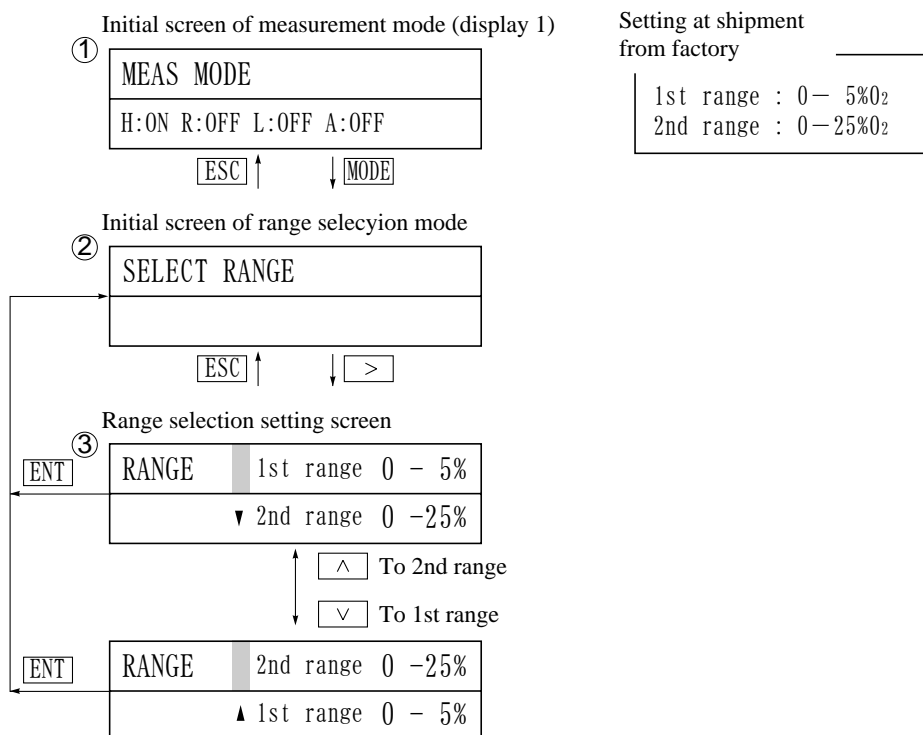 Initial screen of measurement mode (display 1)
①
MEAS MODE
H:ON R:OFF L:OFF A:OFF
ESC MODE
Setting at shipment
from factory
1st range : 0－ 5%O₂
2nd range : 0－25%O₂
Initial screen of range selecyion mode
②
SELECT RANGE
ESC >
Range selection setting screen
③
ENT
RANGE 1st range 0 － 5%
▼ 2nd range 0 －25%
∧ To 2nd range
∨ To 1st range
ENT
RANGE 2nd range 0 －25%
▲ 1st range 0 － 5%